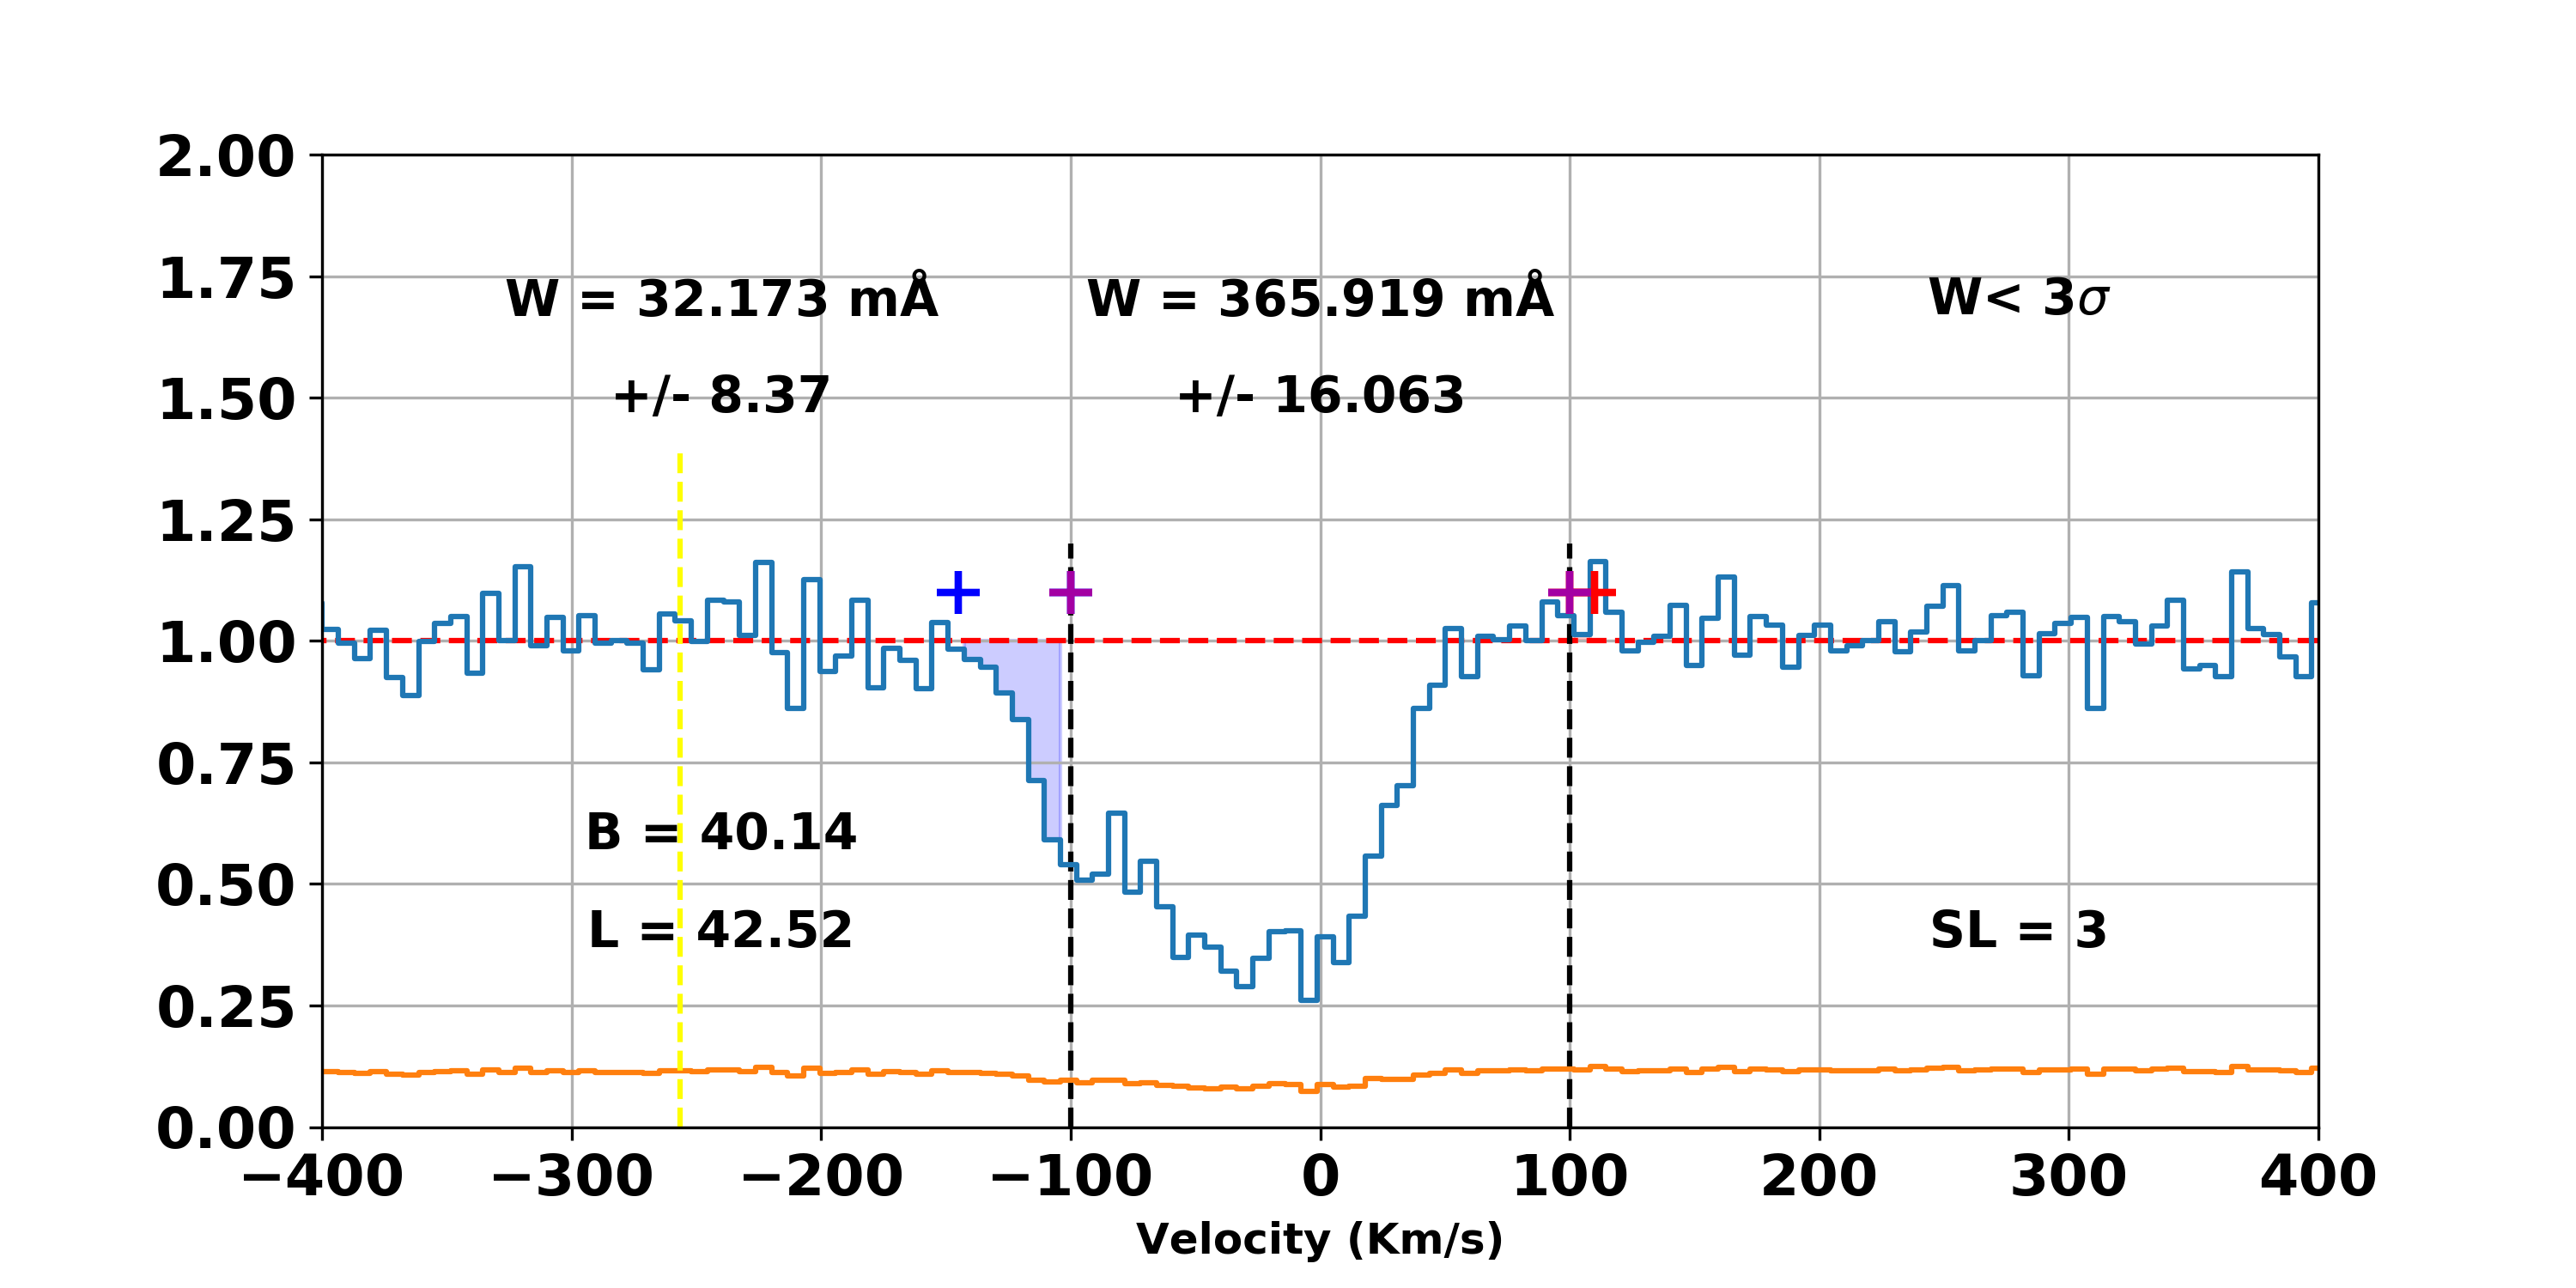 2.00
1.75
1.50
1.25
1.00
0.75
0.50
0.25
0.00
W = 32.173 mÅ
+/- 8.37
W = 365.919 mÅ
+/- 16.063
W< 3σ
B = 40.14
L = 42.52
SL = 3
−400 −300 −200 −100 0 100 200 300 400
Velocity (Km/s)